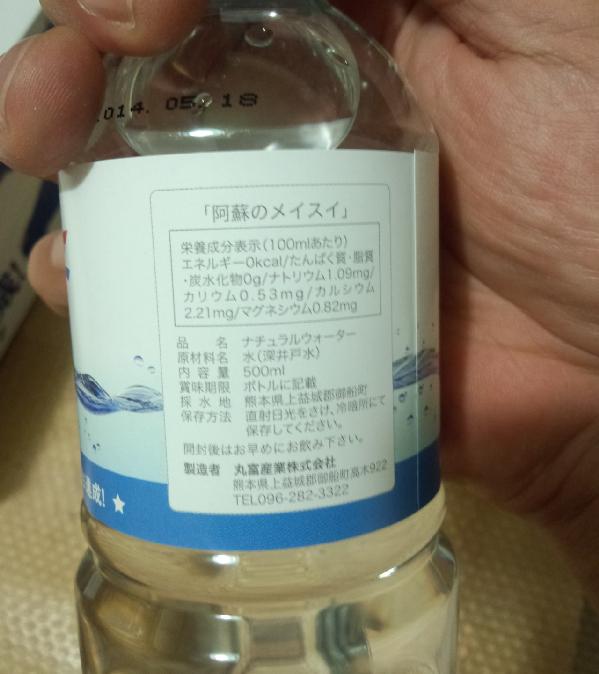 014. 05. 18
「阿蘇のメイスイ」
栄養成分表示(100mlあたり)
エネルギー0kcal/たんぱく質・脂質
・炭水化物0g/ナトリウム1.09mg/
カリウム0.53mg/カルシウム
2.21mg/マグネシウム0.82mg
品 名 ナチュラルウォーター
原材料名 水(深井戸水)
内容量 500ml
賞味期限 ボトルに記載
採水地 熊本県上益城郡御船町
保存方法 直射日光をさけ、冷暗所にて
保存してください。
開封後はお早めにお飲み下さい。
製造者 丸富産業株式会社
熊本県上益城郡御船町高木922
TEL096-282-3322
達成!